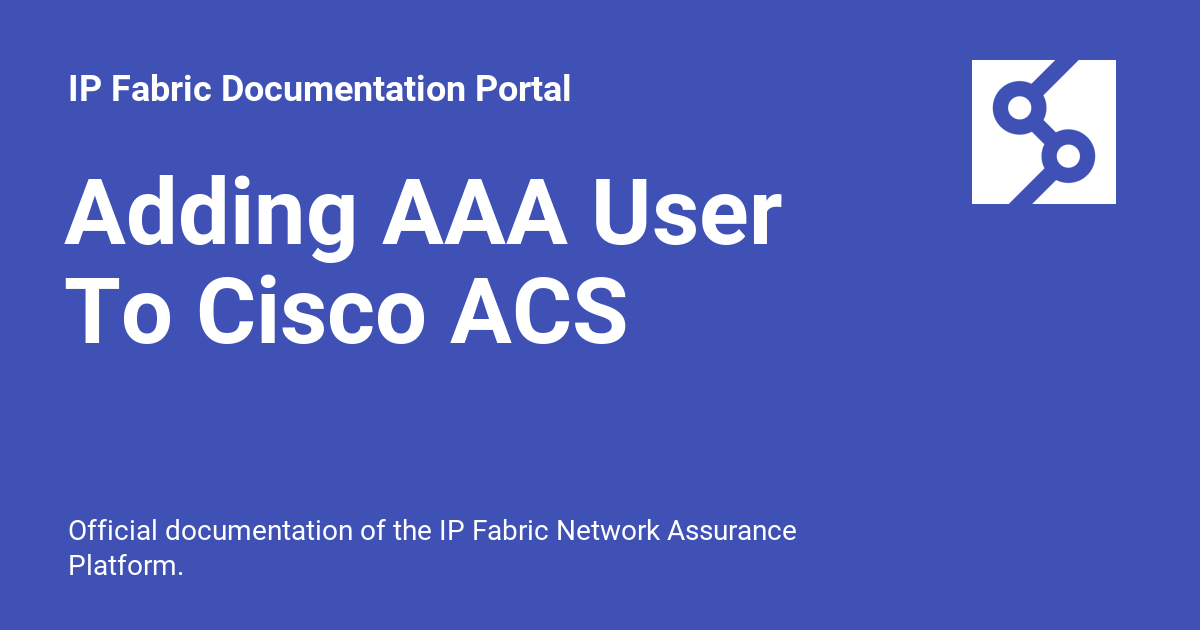 IP Fabric Documentation Portal
Adding AAA User
To Cisco ACS
Official documentation of the IP Fabric Network Assurance
Platform.